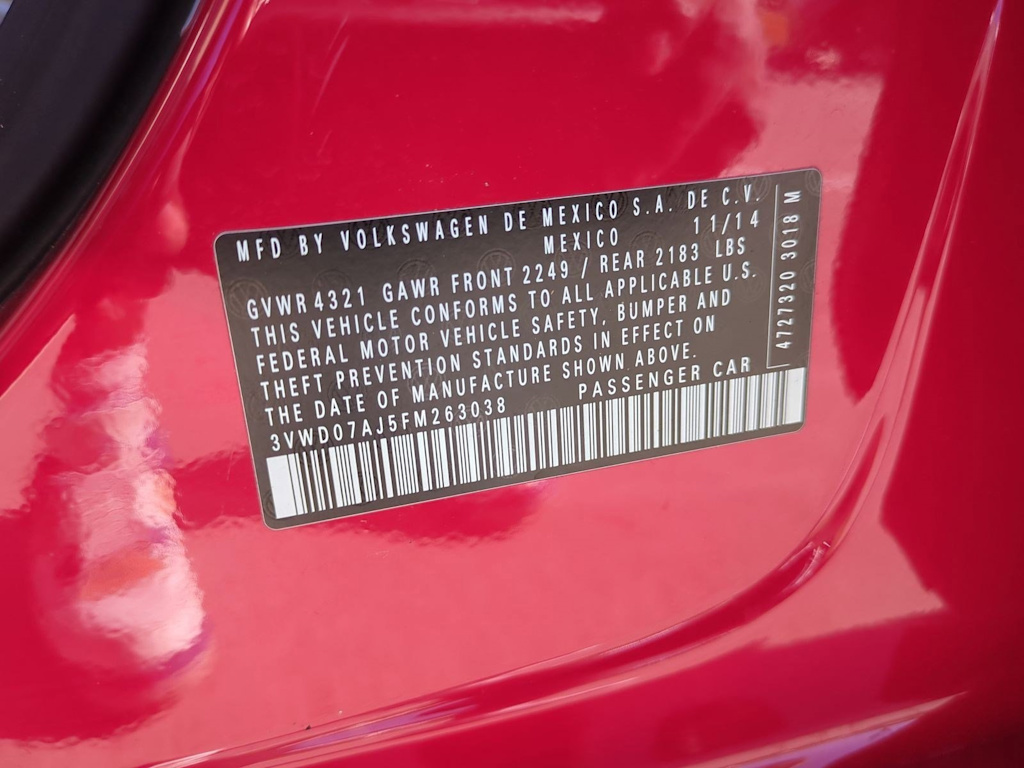 MFD BY VOLKSWAGEN DE MEXICO S.A. DE C.V.
MEXICO 11/14
GVWR 4321 GAWR FRONT 2249 / REAR 2183 LBS
THIS VEHICLE CONFORMS TO ALL APPLICABLE U.S.
FEDERAL MOTOR VEHICLE SAFETY, BUMPER AND
THEFT PREVENTION STANDARDS IN EFFECT ON
THE DATE OF MANUFACTURE SHOWN ABOVE.
3VWD07AJ5FM263038 PASSENGER CAR
4727320 3018 M